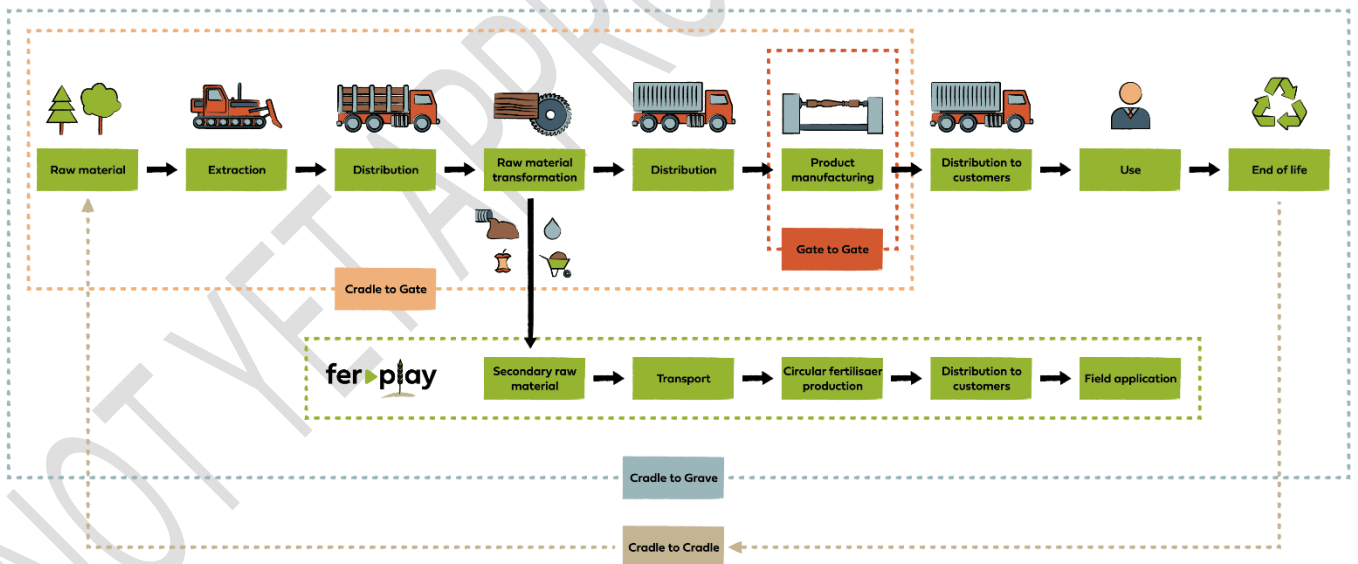 NOT YET APPRO
Raw material
Extraction
Distribution
Raw material
transformation
Distribution
Product
manufacturing
Distribution to
customers
Use
End of life
Gate to Gate
Cradle to Gate
fer play
Secondary raw
material
Transport
Circular fertilisaer
production
Distribution to
customers
Field application
Cradle to Grave
Cradle to Cradle